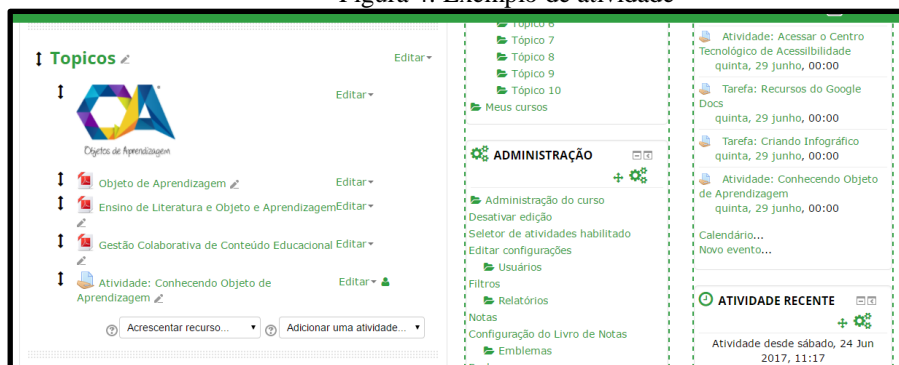 Figura 4: Exemplo de atividade
Topicos
Editar
Editar
Objetos de Aprendizagem
Objeto de Aprendizagem
Editar
Ensino de Literatura e Objeto e Aprendizagem
Editar
Gestão Colaborativa de Conteúdo Educacional
Editar
Atividade: Conhecendo Objeto de
Aprendizagem
Editar
Acrescentar recurso...
Adicionar uma atividade...
Tópico 6
Tópico 7
Tópico 8
Tópico 9
Tópico 10
Meus cursos
ADMINISTRAÇÃO
Administração do curso
Desativar edição
Seletor de atividades habilitado
Editar configurações
Usuários
Filtros
Relatórios
Notas
Configuração do Livro de Notas
Emblemas
Atividade: Acessar o Centro
Tecnológico de Acessilbilidade
quinta, 29 junho, 00:00
Tarefa: Recursos do Google
Docs
quinta, 29 junho, 00:00
Tarefa: Criando Infográfico
quinta, 29 junho, 00:00
Atividade: Conhecendo Objeto
de Aprendizagem
quinta, 29 junho, 00:00
Calendário...
Novo evento...
ATIVIDADE RECENTE
Atividade desde sábado, 24 Jun
2017, 11:17